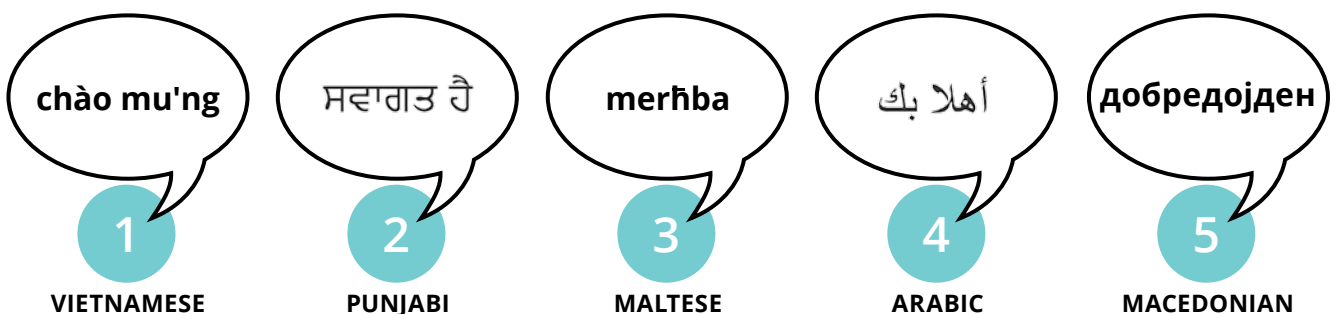 chào mu'ng
ਸਵਾਗਤ ਹੈ
merħba
أهلا بك
добредојден
1
2
3
4
5
VIETNAMESE
PUNJABI
MALTESE
ARABIC
MACEDONIAN